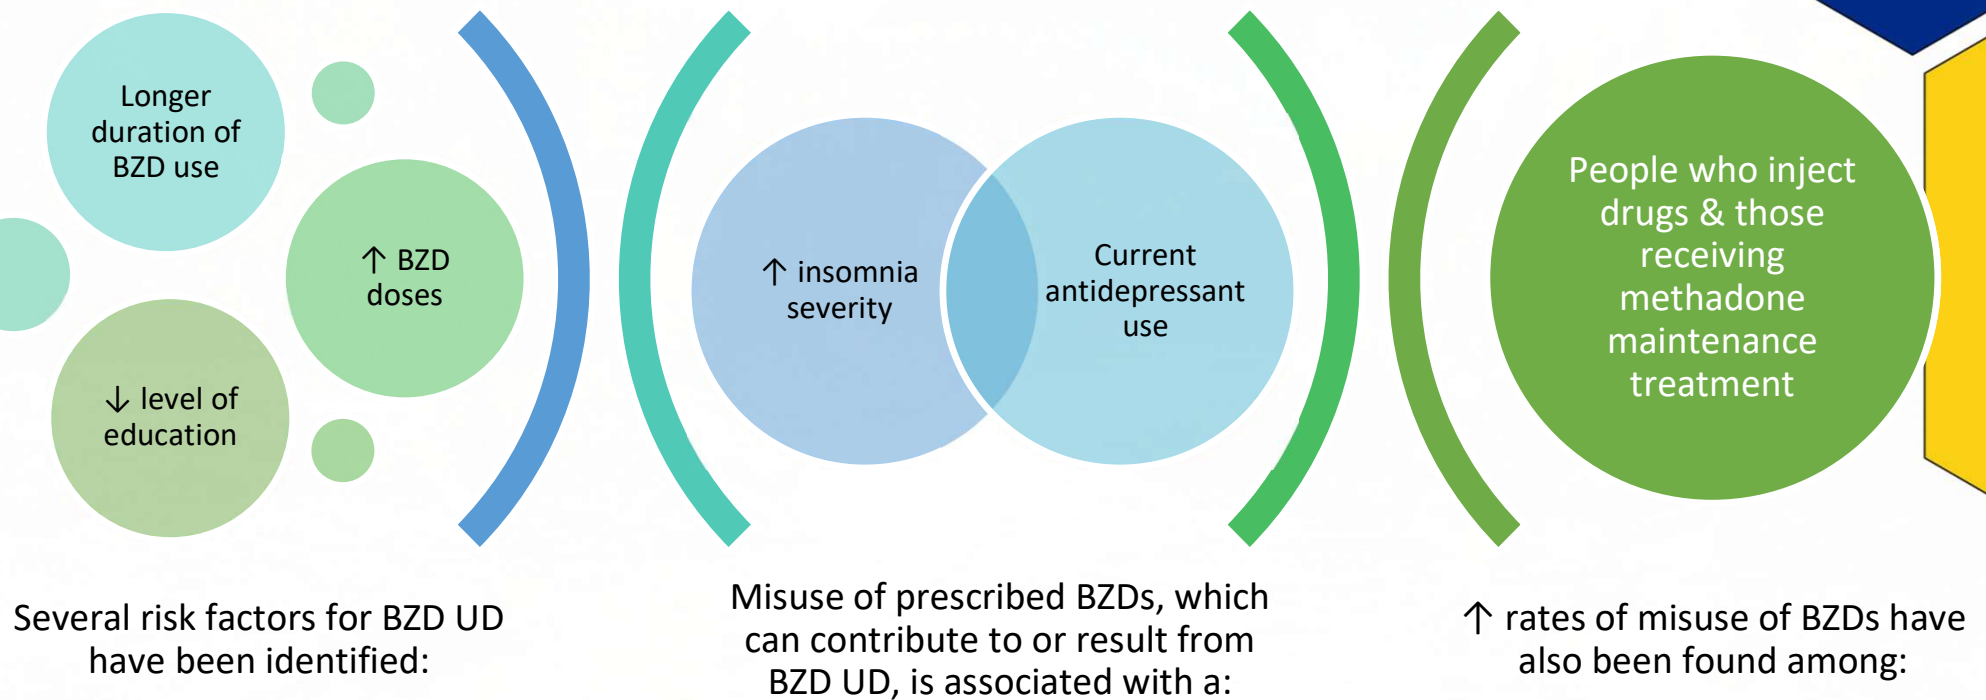 Longer
duration of
BZD use
↑ BZD
doses
↓ level of
education
Several risk factors for BZD UD
have been identified:
↑ insomnia
severity
Current
antidepressant
use
Misuse of prescribed BZDs, which
can contribute to or result from
BZD UD, is associated with a:
People who inject
drugs & those
receiving
methadone
maintenance
treatment
↑ rates of misuse of BZDs have
also been found among: